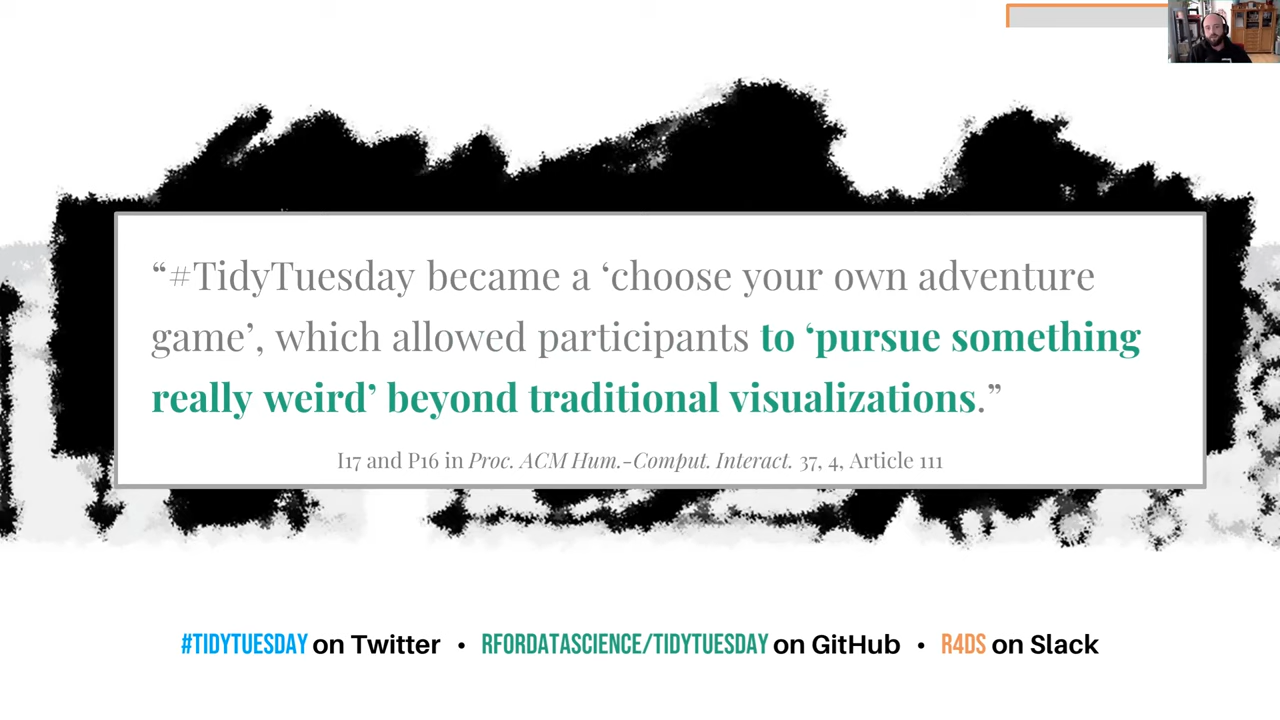 “#TidyTuesday became a ‘choose your own adventure
game’, which allowed participants to ‘pursue something
really weird’ beyond traditional visualizations.”
I17 and P16 in Proc. ACM Hum.-Comput. Interact. 37, 4, Article 111
#TIDYTUESDAY on Twitter • RFORDATASCIENCE/TIDYTUESDAY on GitHub • R4DS on Slack